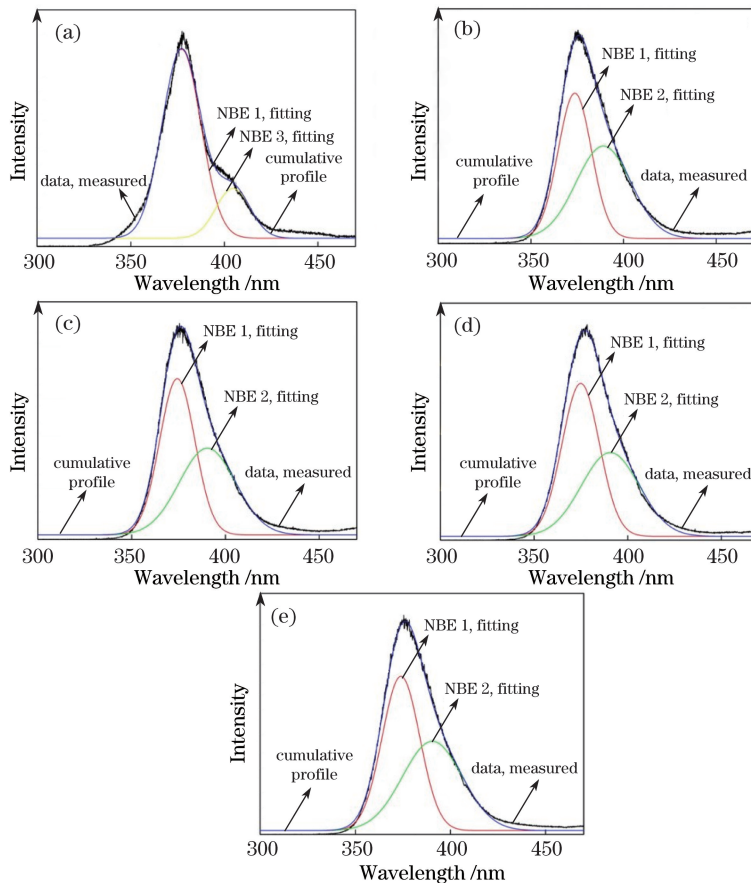 (a)
NBE 1, fitting
NBE 3, fitting
cumulative
profile
data, measured
Intensity
300 350 400 450
Wavelength /nm
(b)
NBE 1, fitting
NBE 2, fitting
cumulative
profile
data, measured
Intensity
300 350 400 450
Wavelength /nm
(c)
NBE 1, fitting
NBE 2, fitting
cumulative
profile
data, measured
Intensity
300 350 400 450
Wavelength /nm
(d)
NBE 1, fitting
NBE 2, fitting
cumulative
profile
data, measured
Intensity
300 350 400 450
Wavelength /nm
(e)
NBE 1, fitting
NBE 2, fitting
cumulative
profile
data, measured
Intensity
300 350 400 450
Wavelength /nm